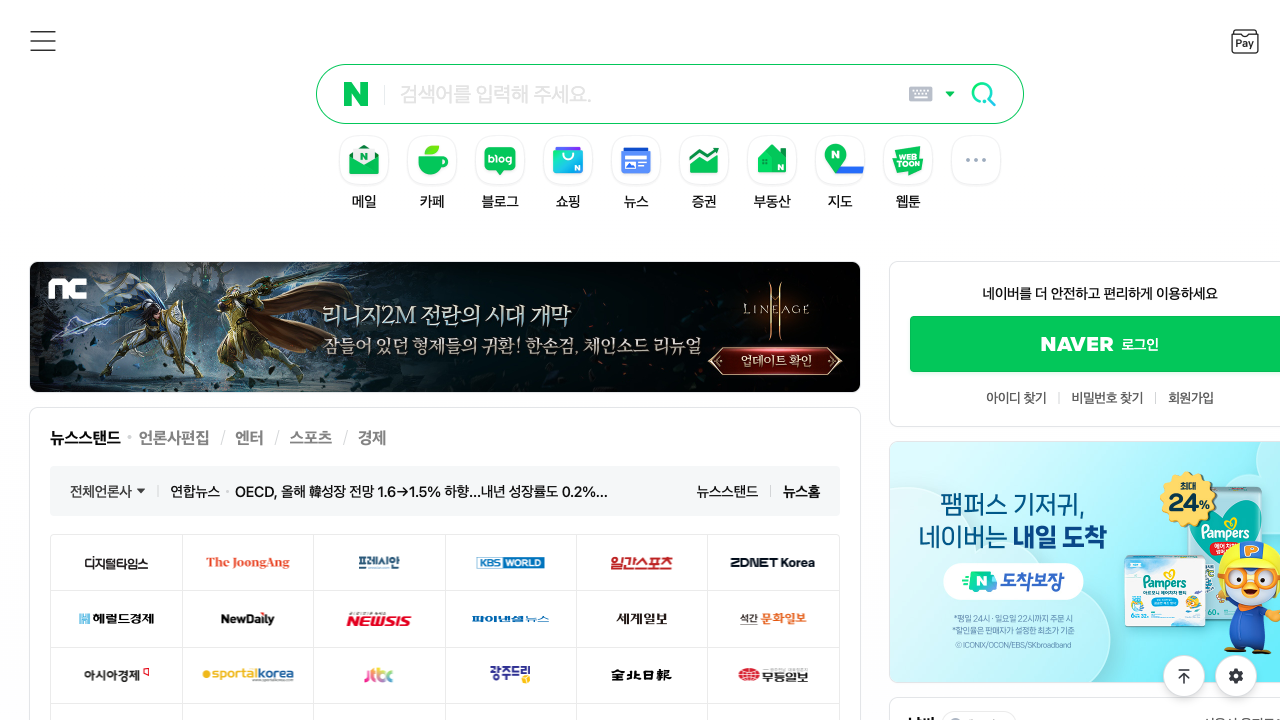 Pay
N
검색어를 입력해 주세요.
메일
카페
blog
블로그
쇼핑
뉴스
증권
부동산
지도
WEB TOON
웹툰
nc
리니지2M 전란의 시대 개막
잠들어 있던 형제들의 귀환! 한손검, 체인소드 리뉴얼
LINEAGE
업데이트 확인
네이버를 더 안전하고 편리하게 이용하세요
NAVER 로그인
아이디 찾기
비밀번호 찾기
회원가입
뉴스스탠드 · 언론사편집 / 엔터 / 스포츠 / 경제
전체언론사
연합뉴스 · OECD, 올해 韓성장 전망 1.6→1.5% 하향…내년 성장률도 0.2%...
뉴스스탠드
뉴스홈
디지털타임스
The JoongAng
프레시안
KBS WORLD
일간스포츠
ZDNET Korea
헤럴드경제
NewDaily
NEWSIS
파이낸셜뉴스
세계일보
석간 문화일보
아시아경제
sportalkorea
jtbc
광주드림
全北日報
무등일보
팸퍼스 기저귀,
네이버는 내일 도착
N 도착보장
*평일 24시 · 일요일 22시까지 주문 시
*할인율은 판매자가 설정한 최초가 기준
© ICONIX/OCON/EBS/SKbroadband
최대
24%
Pampers
Pampers